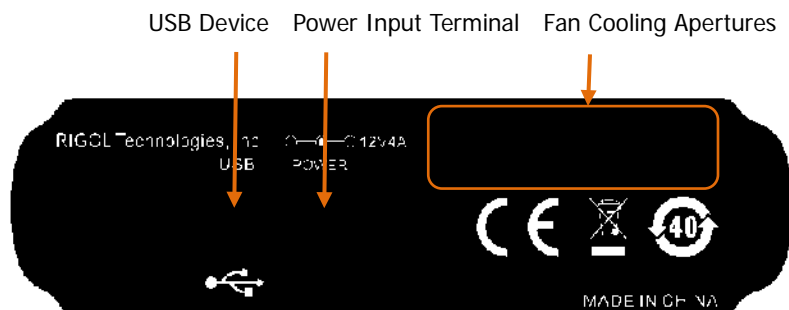 USB Device Power Input Terminal Fan Cooling Apertures
RIGOL Technologies, Inc 12V4A
USB POWER
CE 40
MADE IN CHINA